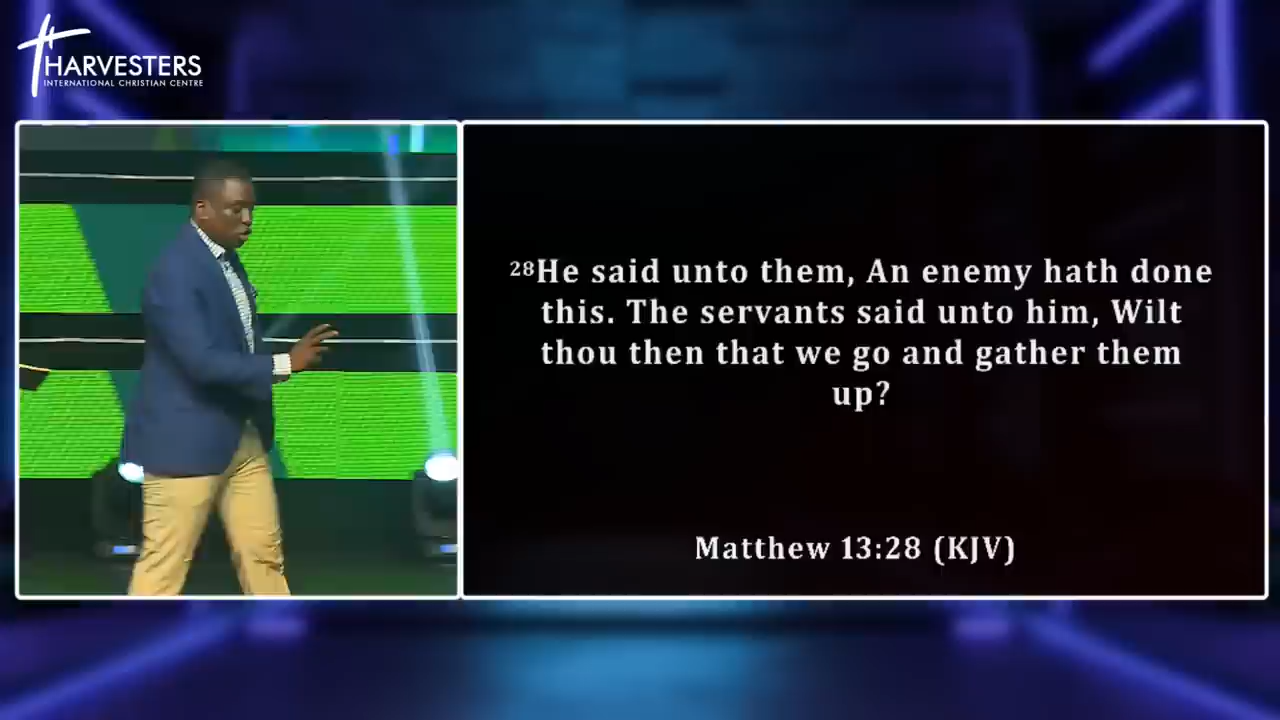 HARVESTERS
INTERNATIONAL CHRISTIAN CENTRE
28He said unto them, An enemy hath done
this. The servants said unto him, Wilt
thou then that we go and gather them
up?
Matthew 13:28 (KJV)